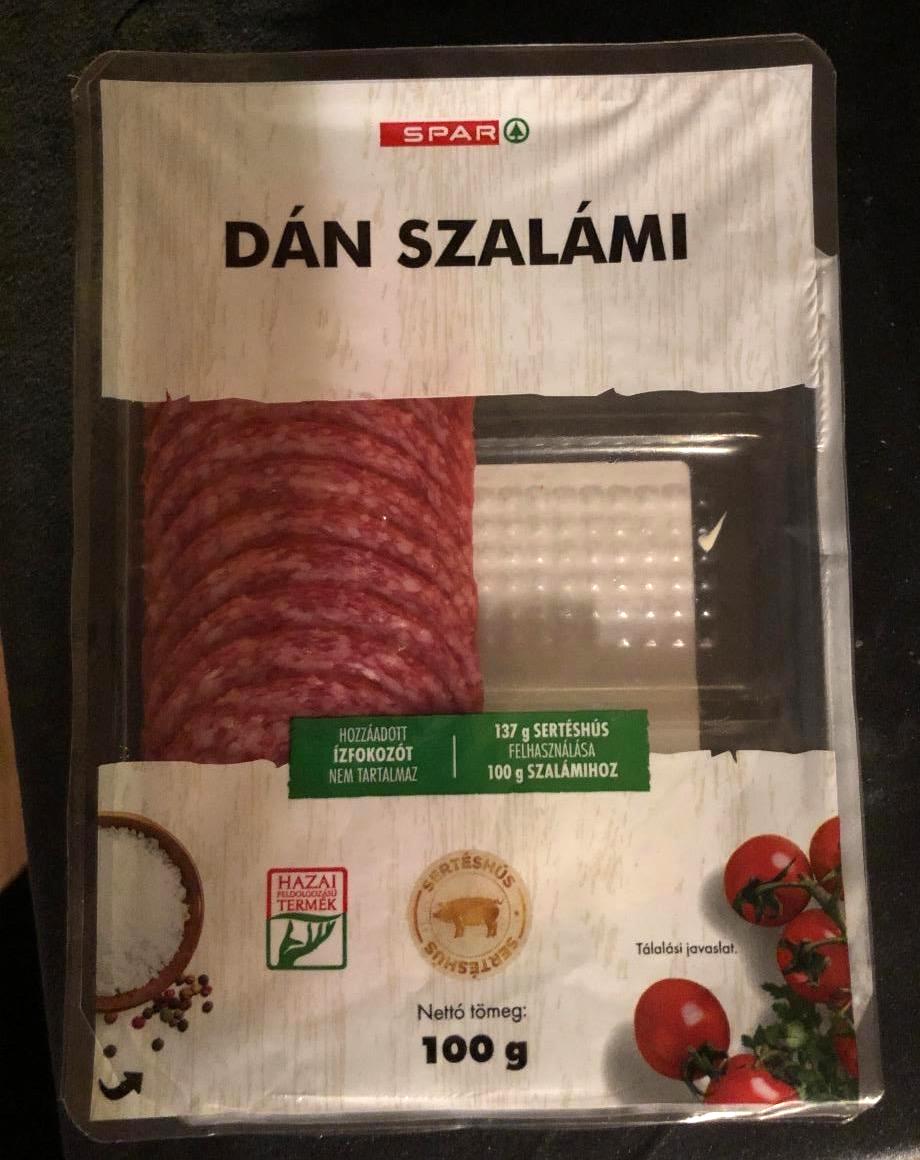 SPAR
DÁN SZALÁMI
HOZZÁADOTT
ÍZFOKOZÓT
NEM TARTALMAZ
137 g SERTÉSHÚS
FELHASZNÁLÁSA
100 g SZALÁMIHOZ
HAZAI
FELDOLGOZÁSÚ
TERMÉK
SERTÉSHÚS
SERTÉSHÚS
Tálalási javaslat.
Nettó tömeg:
100 g